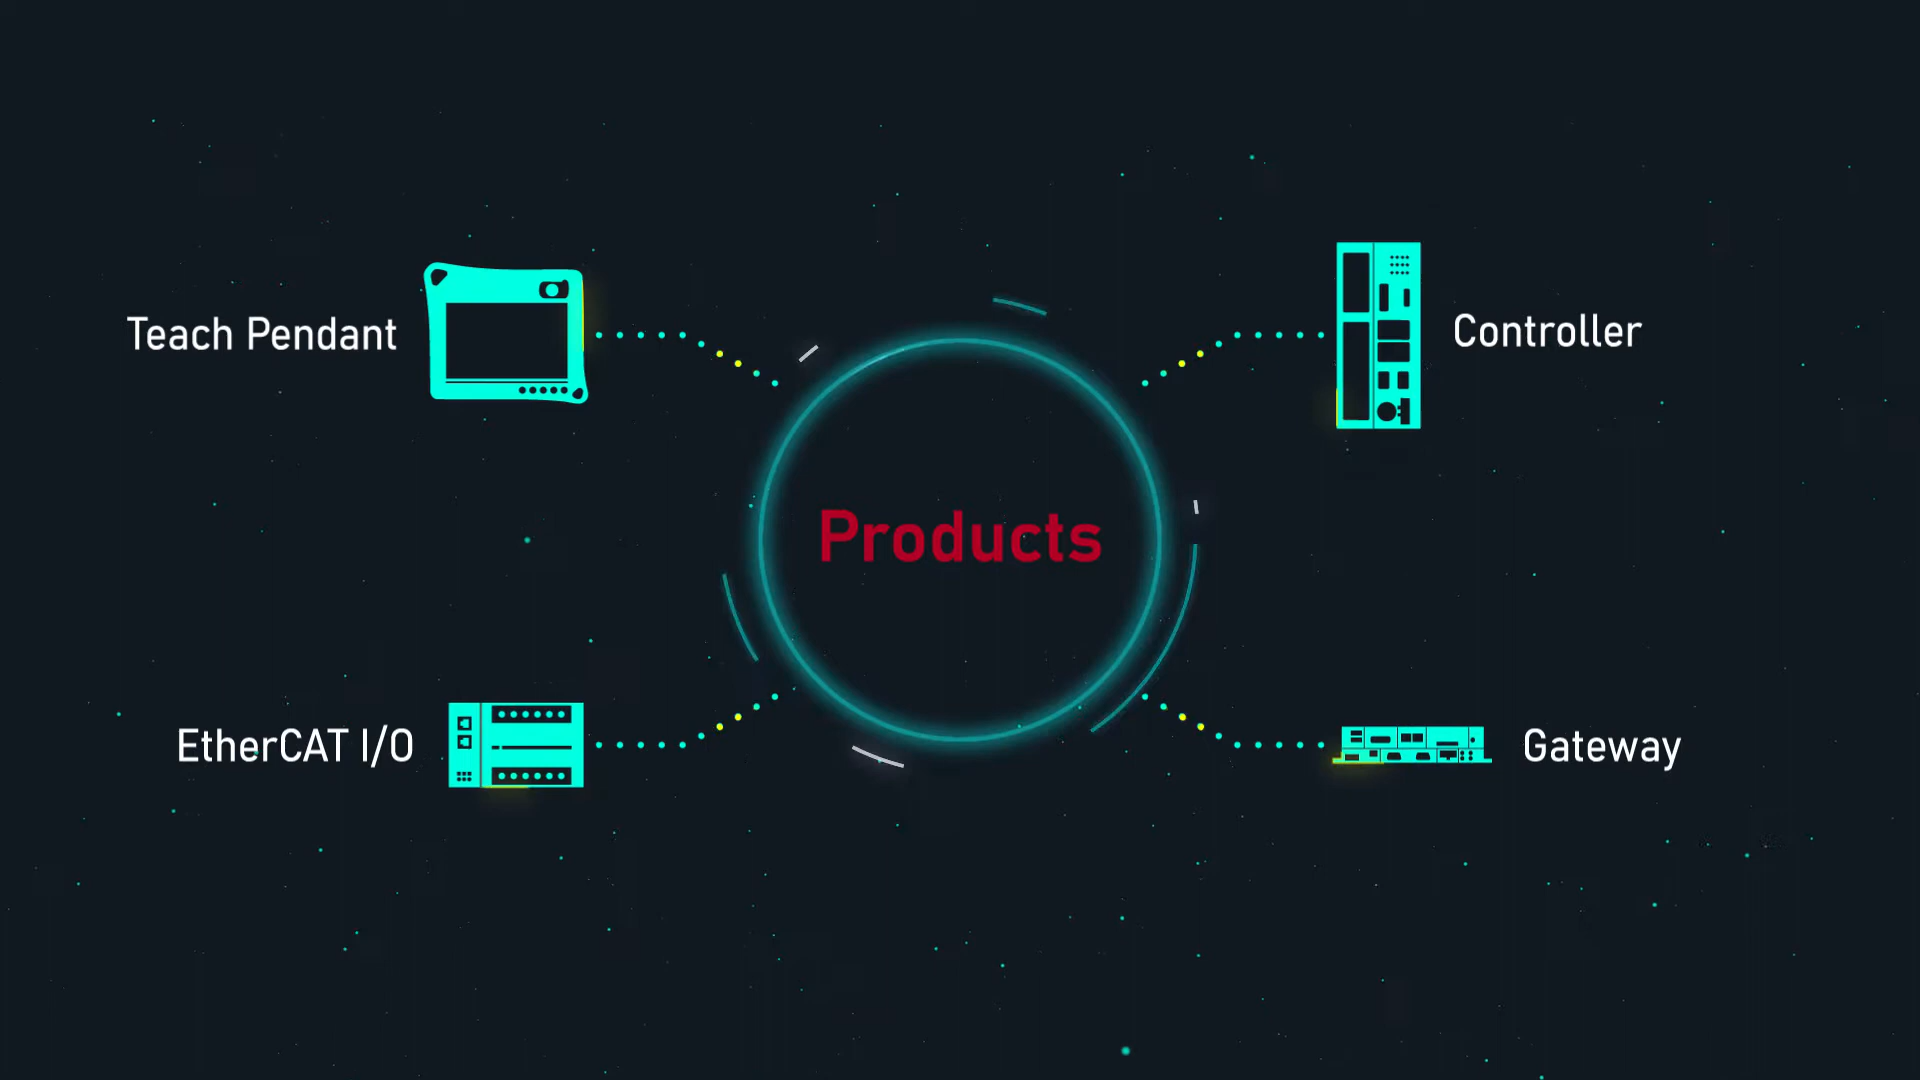 Teach Pendant
Controller
Products
EtherCAT I/O
Gateway